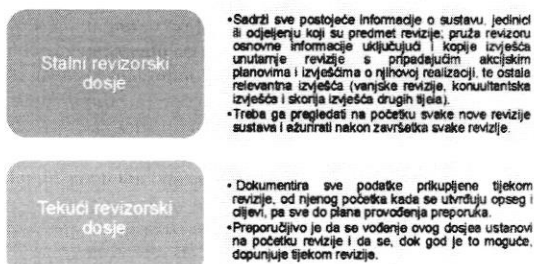 Stalni revizorski
dosje
•Sadrži sve postojeće informacije o sustavu, jedinici
ili odjeljenju koji su predmet revizije; pruža revizoru
osnovne informacije uključujući i kopije izvješća
unutarnje revizije s pripadajućim akcijskim
planovima i izvješćima o njihovoj realizaciji, te ostala
relevantna izvješća (vanjske revizije, konuultantska
izvješća i skorija izvješća drugih tijela).
•Treba ga pregledati na početku svake nove revizije
sustava i ažurirati nakon završetka svake revizije.
Tekući revizorski
dosje
• Dokumentira sve podatke prikupljene tijekom
revizije, od njenog početka kada se utvrđuju opseg i
ciljevi, pa sve do plana provođenja preporuka.
•Preporučljivo je da se vođenje ovog dosjea ustanovi
na početku revizije i da se, dok god je to moguće,
dopunjuje tijekom revizije.